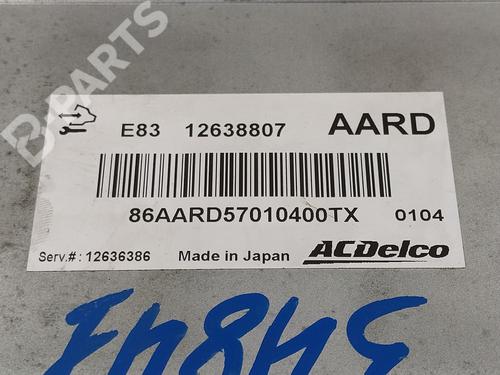 B-PARTS
E83 12638807 AARD
86AARD57010400TX 0104
Serv.#: 12636386 Made in Japan ACDelco